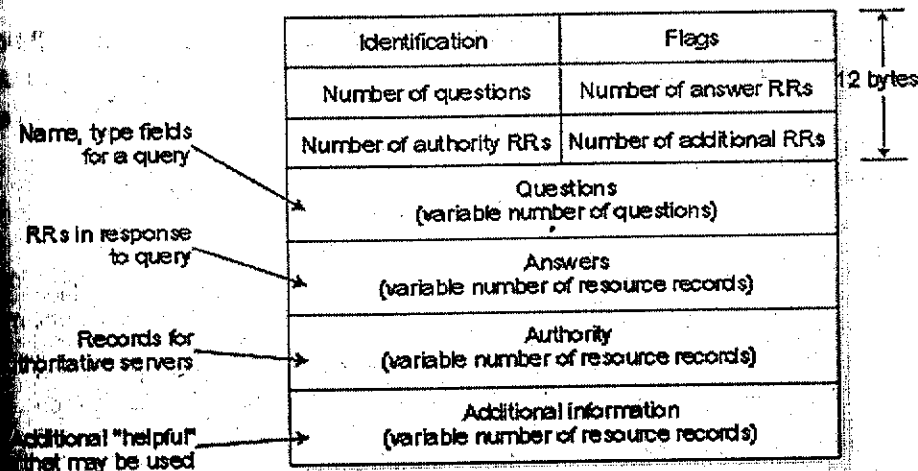 Identification
Flags
12 bytes
Number of questions
Number of answer RRs
Number of authority RRs
Number of additional RRs
Name, type fields
for a query
Questions
(variable number of questions)
RRs in response
to query
Answers
(variable number of resource records)
Records for
thoritative servers
Authority
(variable number of resource records)
Additional "helpful"
that may be used
Additional information
(variable number of resource records)